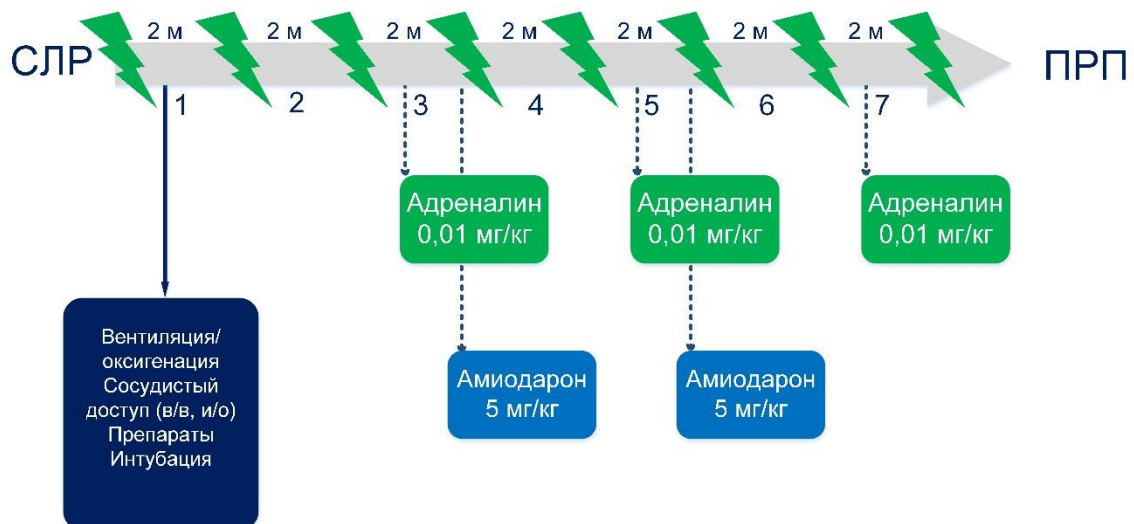 СЛР
2 м
2 м
2 м
2 м
2 м
2 м
2 м
ПРП
1
2
3
4
5
6
7
Адреналин
0,01 мг/кг
Адреналин
0,01 мг/кг
Адреналин
0,01 мг/кг
Вентиляция/
оксигенация
Сосудистый
доступ (в/в, и/о)
Препараты
Интубация
Амиодарон
5 мг/кг
Амиодарон
5 мг/кг